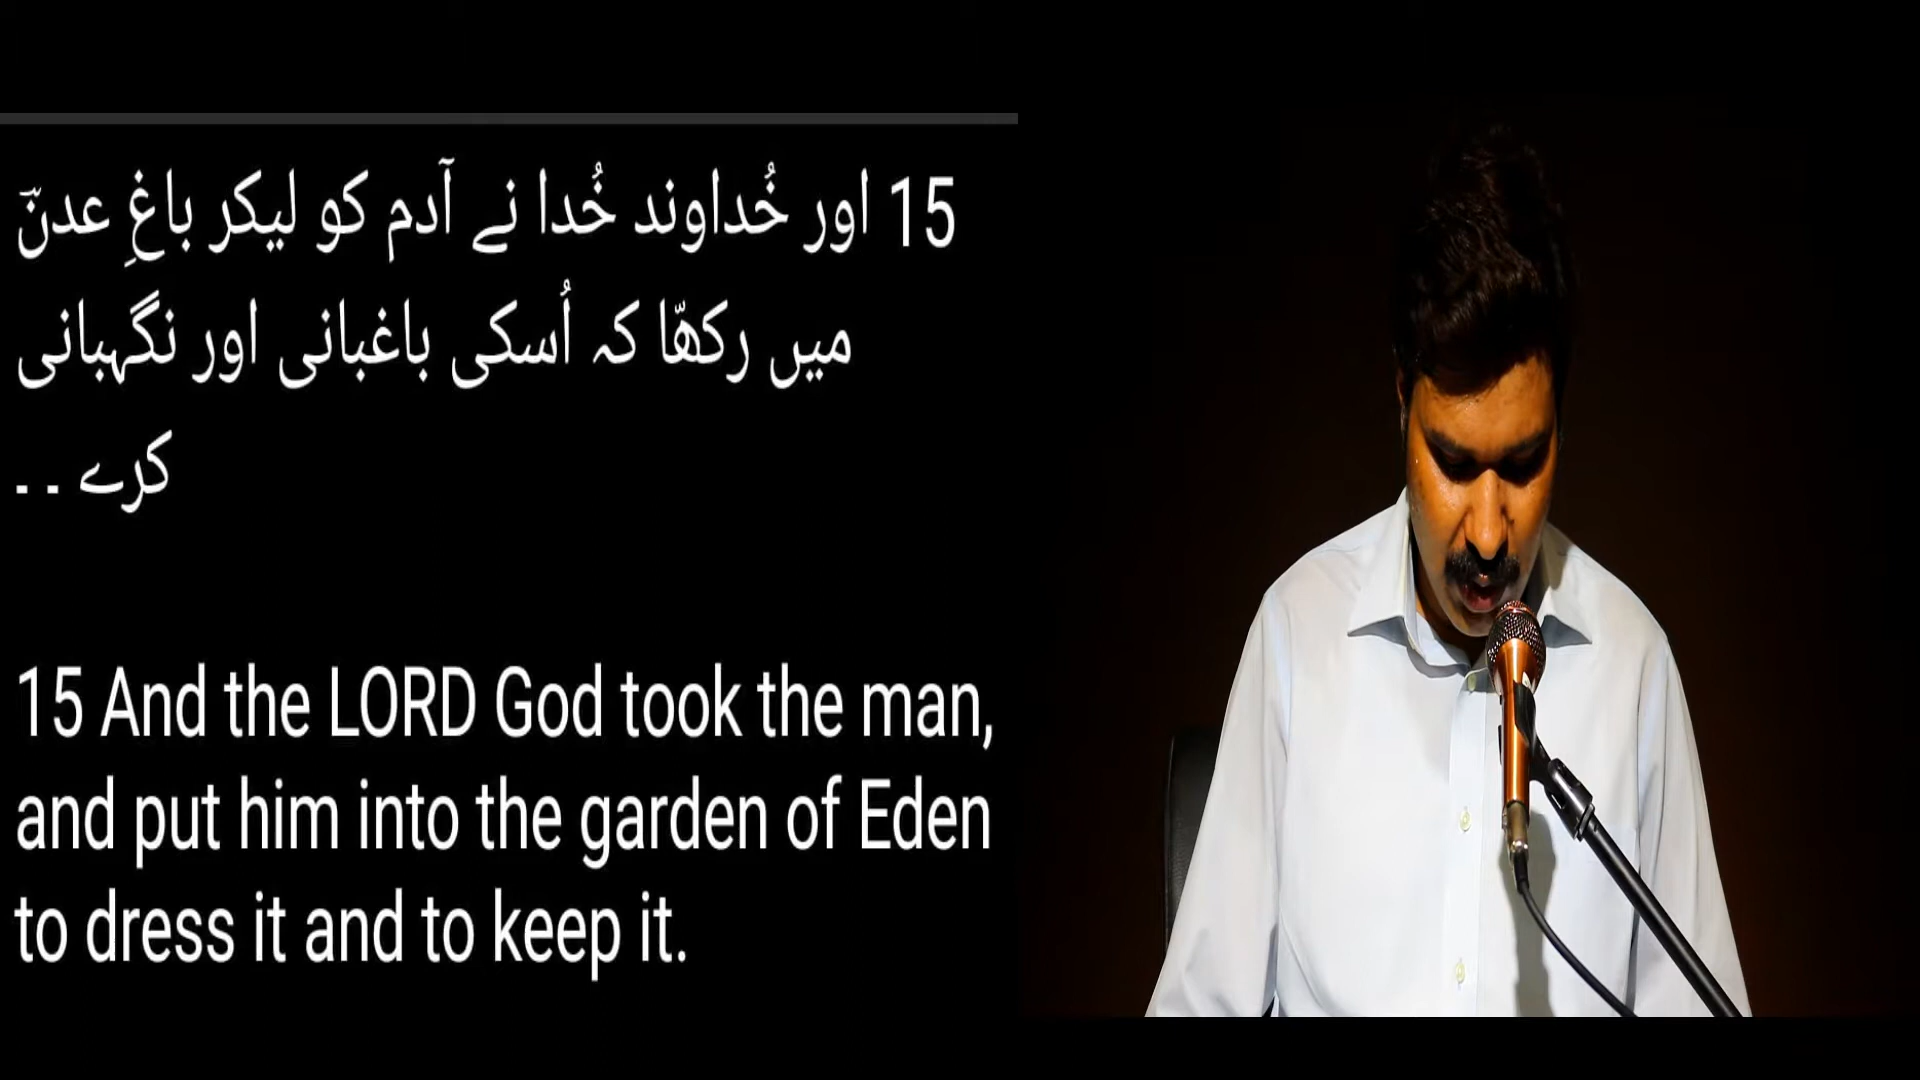 15 اور خُداوند خُدا نے آدم کو لیکر باغِ عدنؔ
میں رکھّا کہ اُسکی باغبانی اور نگہبانی
کرے ۔ ۔
15 And the LORD God took the man,
and put him into the garden of Eden
to dress it and to keep it.